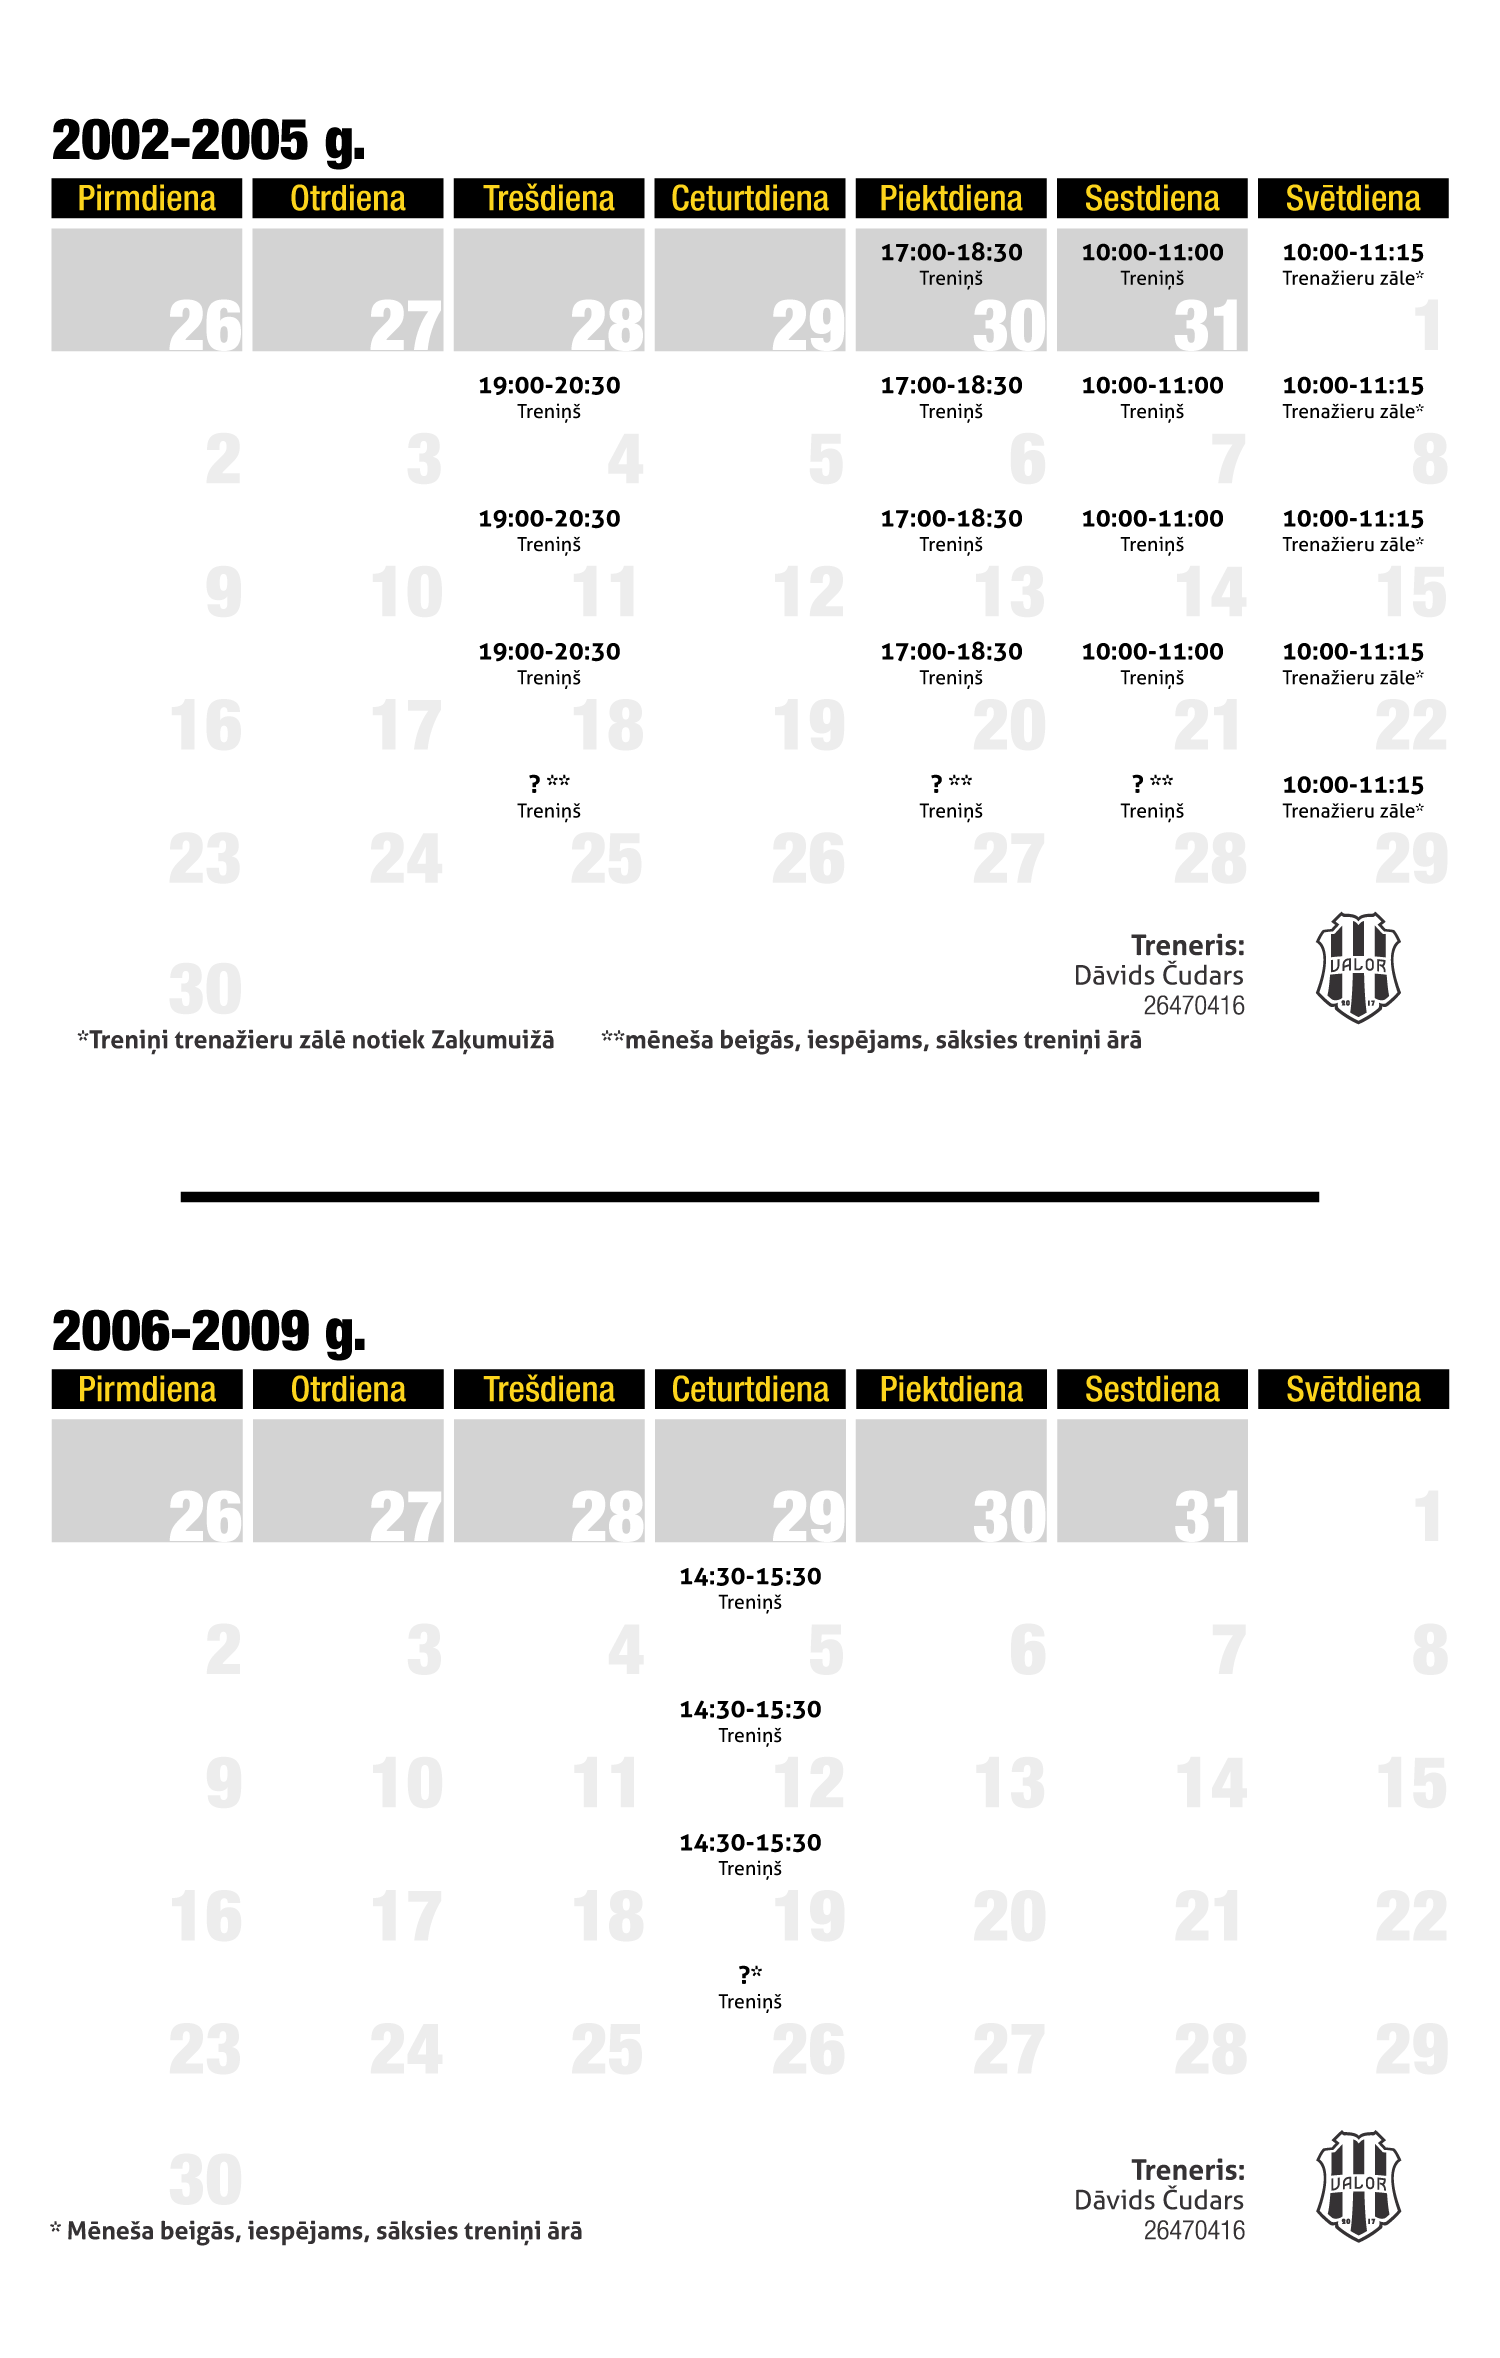 2002-2005 g.
Pirmdiena Otrdiena Trešdiena Ceturtdiena Piektdiena Sestdiena Svētdiena
17:00-18:30 10:00-11:00 10:00-11:15
Treniņš Treniņš Trenažieru zāle*
26 27 28 29 30 31 1
19:00-20:30 17:00-18:30 10:00-11:00 10:00-11:15
Treniņš Treniņš Treniņš Trenažieru zāle*
2 3 4 5 6 7 8
19:00-20:30 17:00-18:30 10:00-11:00 10:00-11:15
Treniņš Treniņš Treniņš Trenažieru zāle*
9 10 11 12 13 14 15
19:00-20:30 17:00-18:30 10:00-11:00 10:00-11:15
Treniņš Treniņš Treniņš Trenažieru zāle*
16 17 18 19 20 21 22
? ** ? ** ? ** 10:00-11:15
Treniņš Treniņš Treniņš Trenažieru zāle*
23 24 25 26 27 28 29
Treneris:
Dāvids Čudars
26470416
VALOR
20 17
30
*Treniņi trenažieru zālē notiek Zaķumuižā **mēneša beigās, iespējams, sāksies treniņi ārā
2006-2009 g.
Pirmdiena Otrdiena Trešdiena Ceturtdiena Piektdiena Sestdiena Svētdiena
26 27 28 29 30 31 1
14:30-15:30
Treniņš
2 3 4 5 6 7 8
14:30-15:30
Treniņš
9 10 11 12 13 14 15
14:30-15:30
Treniņš
16 17 18 19 20 21 22
?*
Treniņš
23 24 25 26 27 28 29
Treneris:
Dāvids Čudars
26470416
VALOR
20 17
30
* Mēneša beigās, iespējams, sāksies treniņi ārā